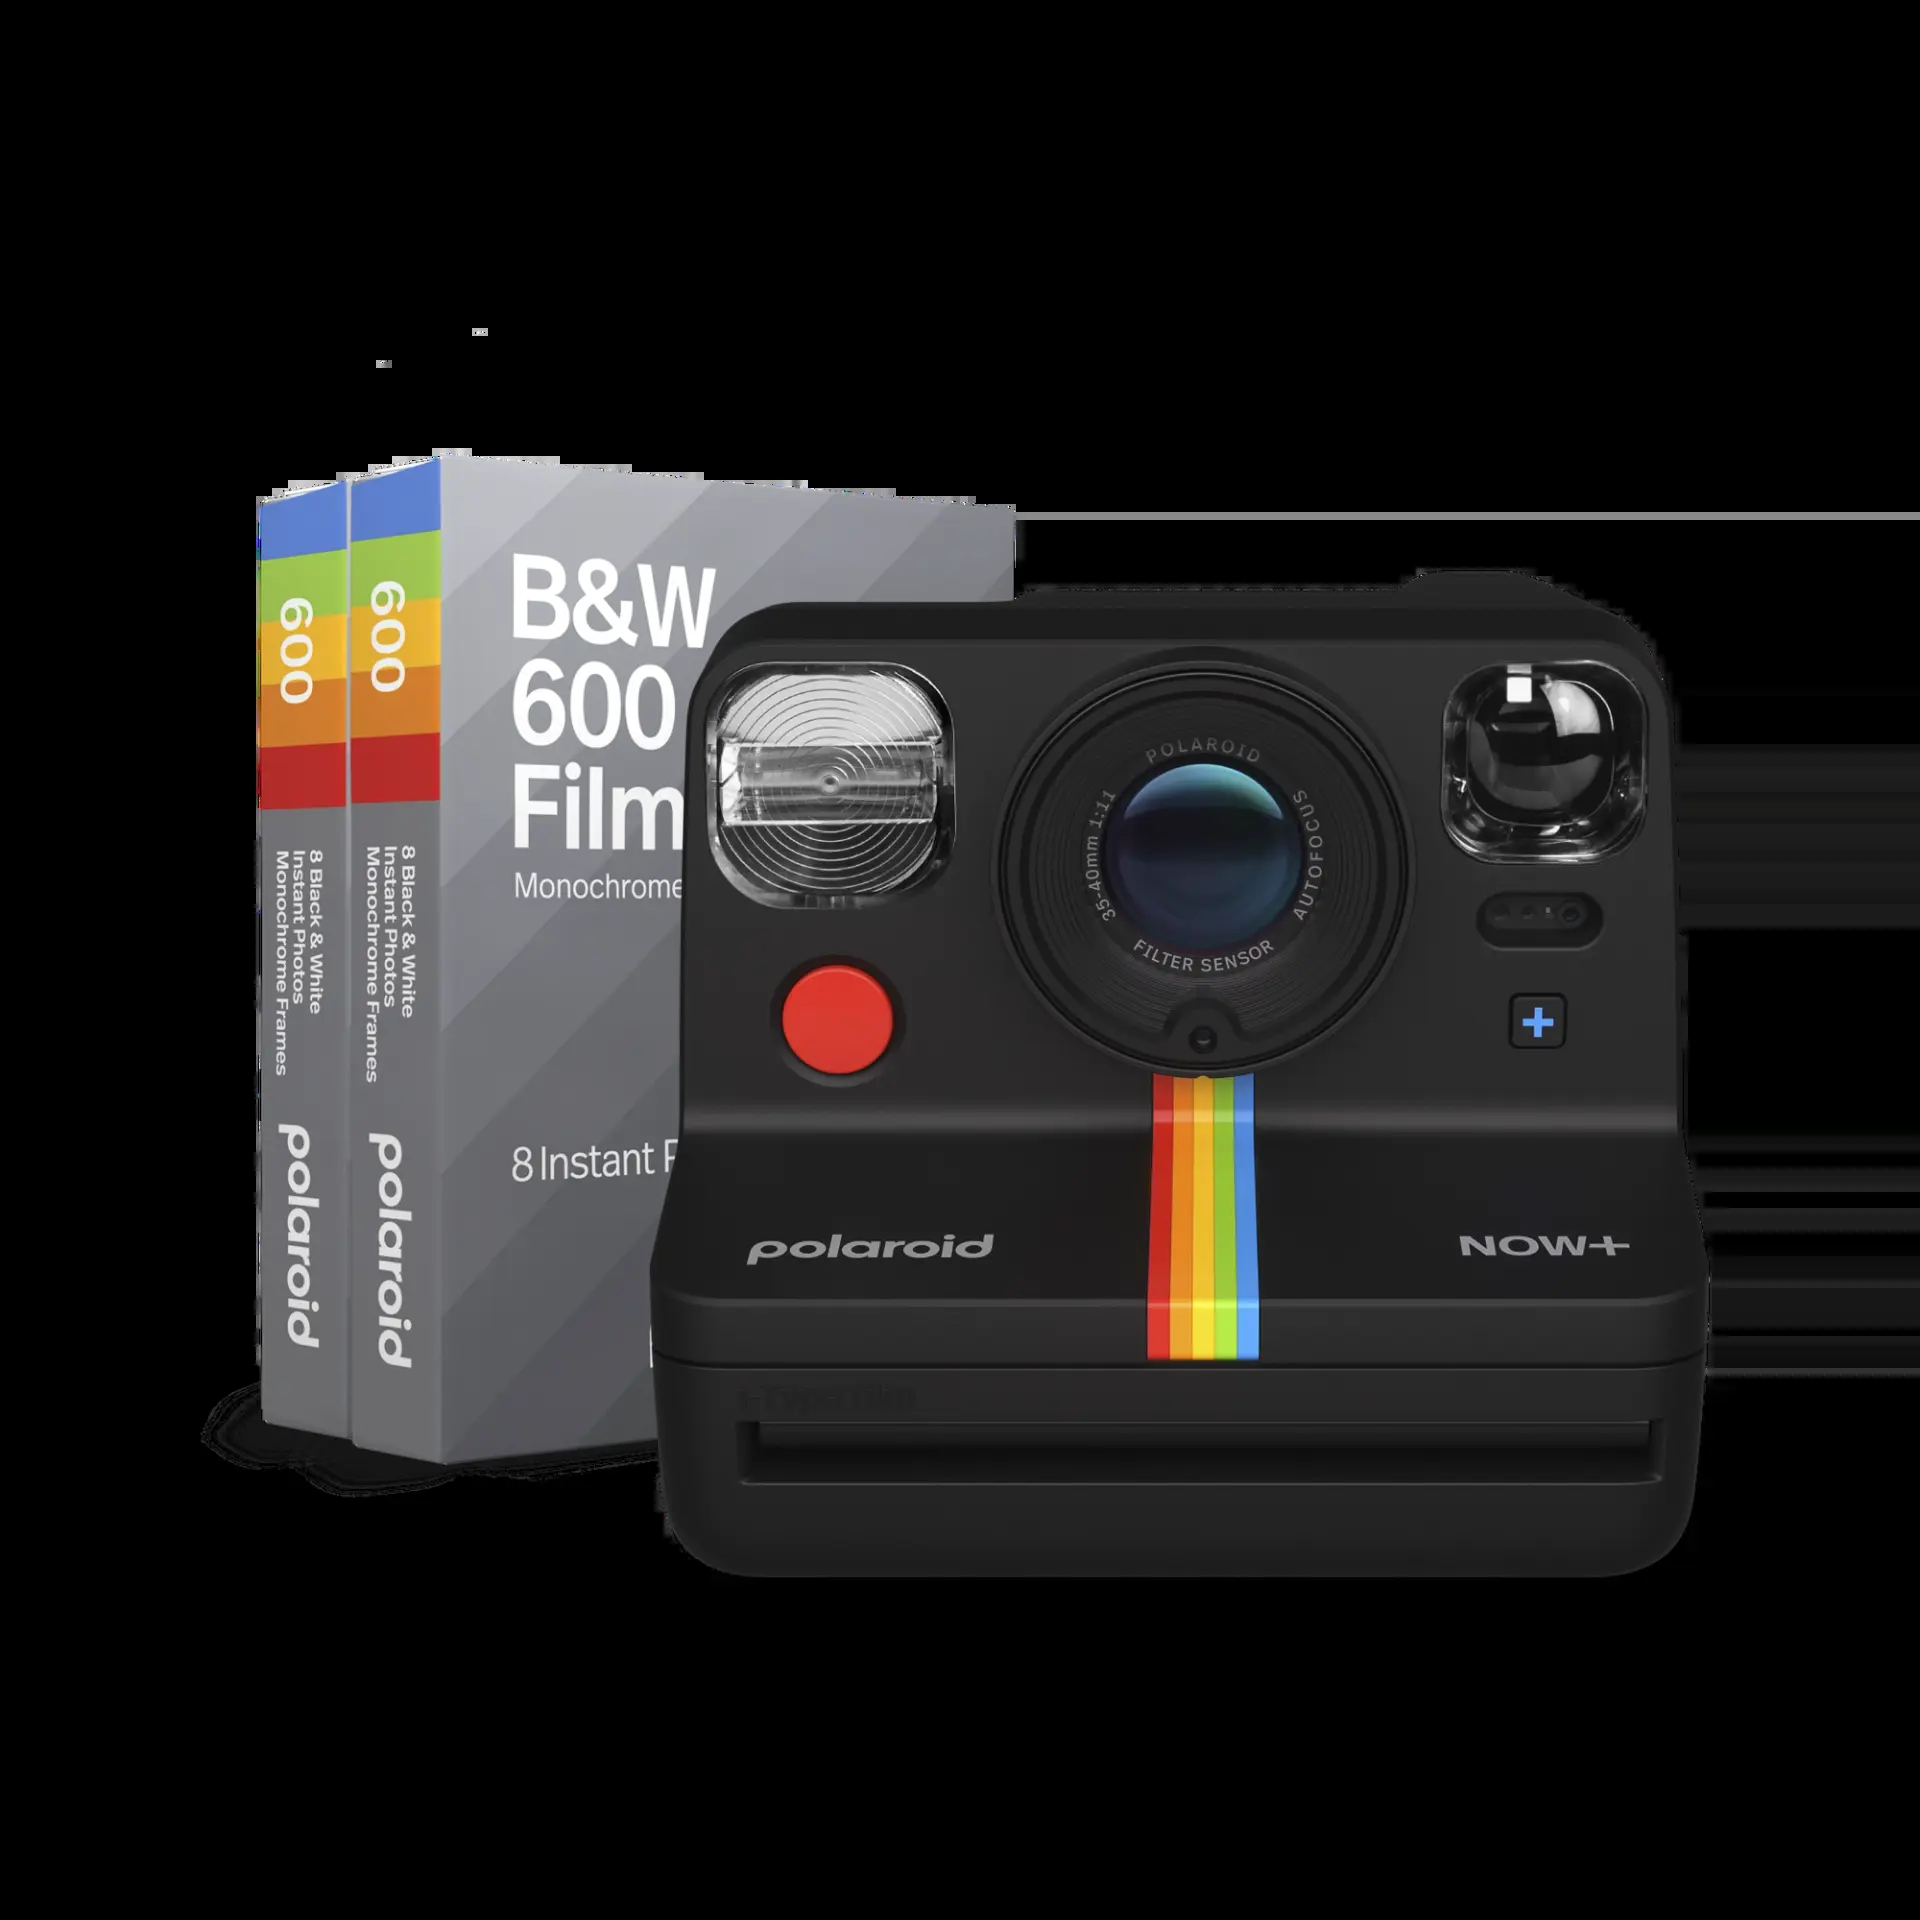 600
8 Black & White
Instant Photos
Monochrome Frames
polaroid
600
8 Black & White
Instant Photos
Monochrome Frames
polaroid
B&W
600
Film
Monochrome
8 Instant
POLAROID
35-40mm 1:11
AUTOFOCUS
FILTER SENSOR
polaroid
NOW+